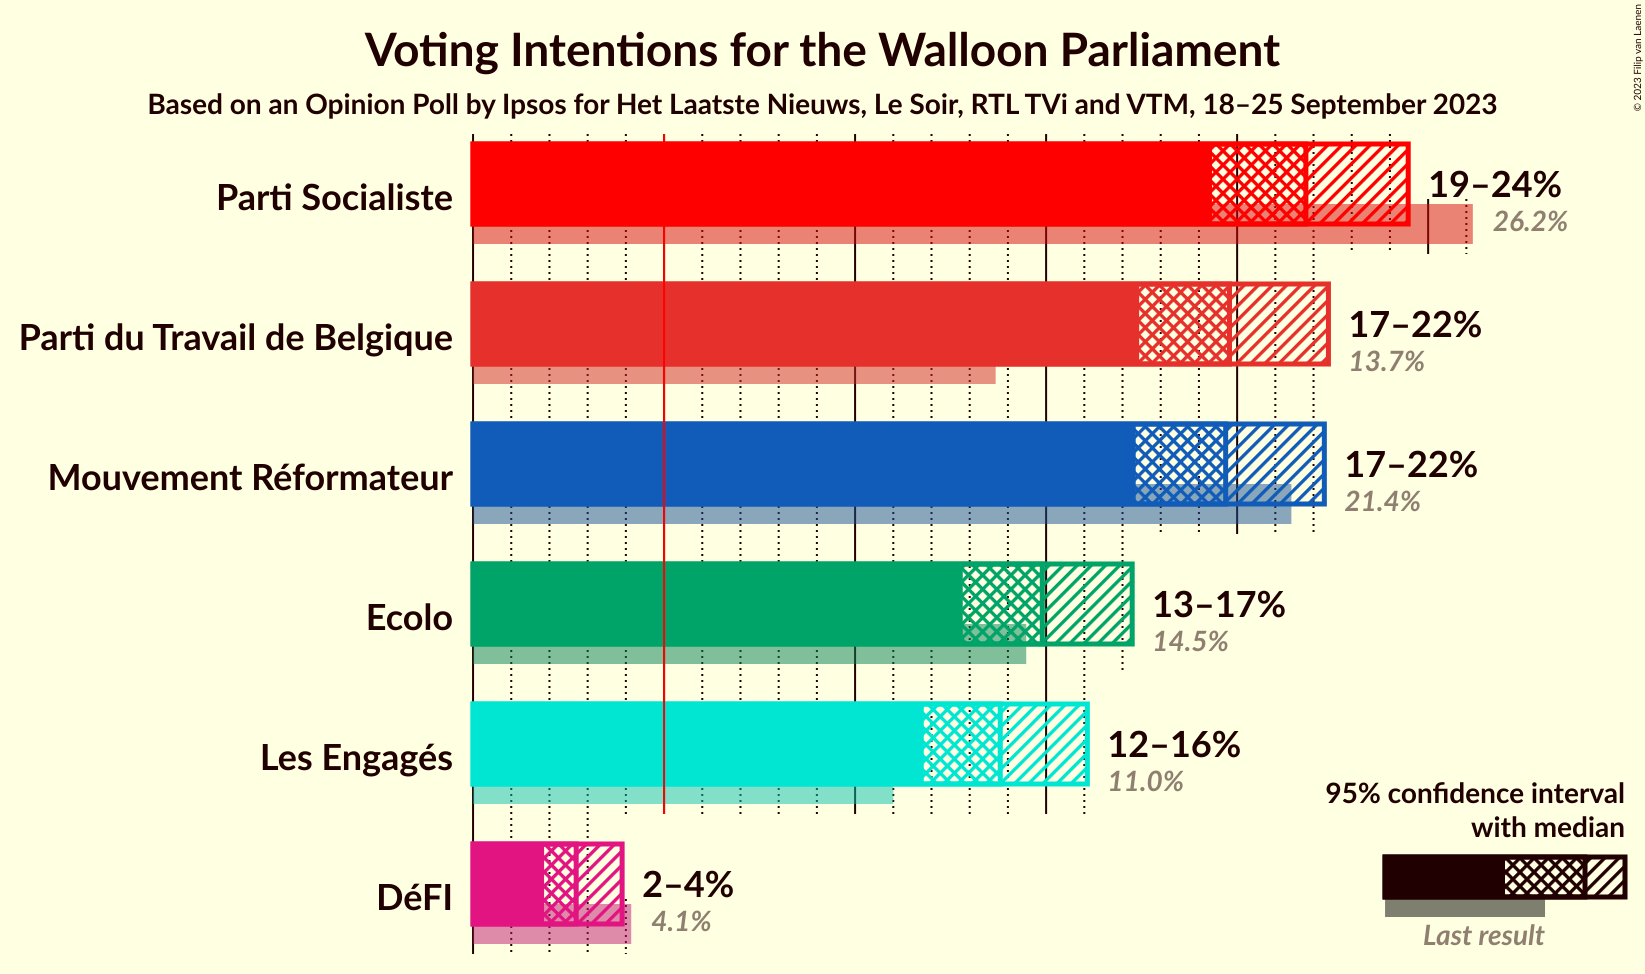 Voting Intentions for the Walloon Parliament
Based on an Opinion Poll by Ipsos for Het Laatste Nieuws, Le Soir, RTL TVi and VTM, 18–25 September 2023
© 2023 Filip van Laenen
Parti Socialiste
19–24%
26.2%
Parti du Travail de Belgique
17–22%
13.7%
Mouvement Réformateur
17–22%
21.4%
Ecolo
13–17%
14.5%
Les Engagés
12–16%
11.0%
DéFI
2–4%
4.1%
95% confidence interval
with median
Last result